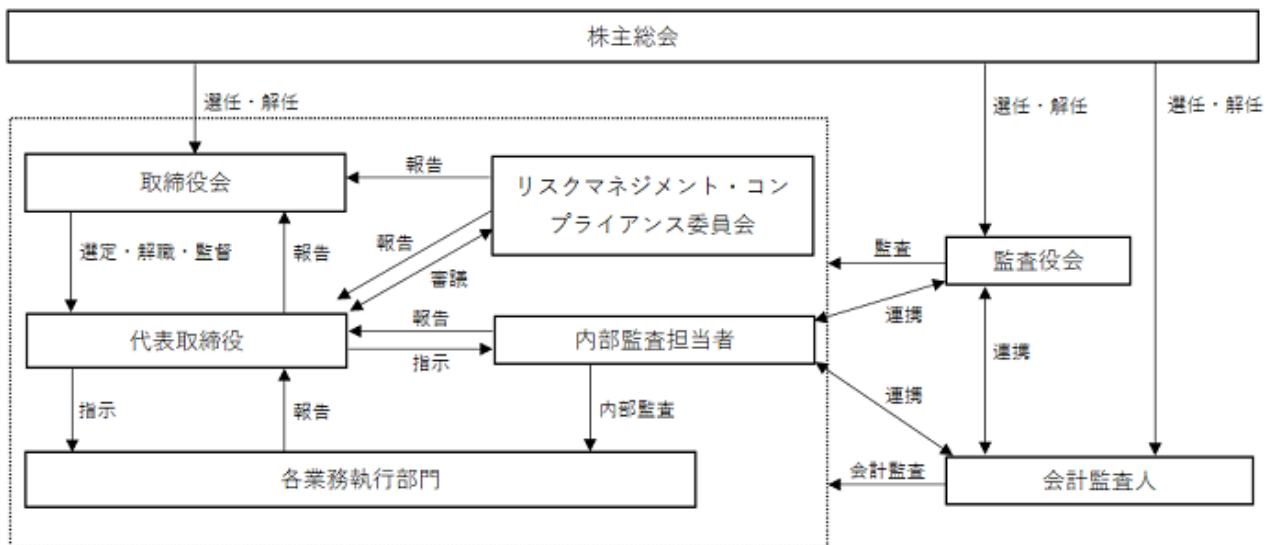 株主総会
選任・解任
選任・解任
選任・解任
取締役会
報告
リスクマネジメント・コン
プライアンス委員会
選定・解職・監督
報告
報告
審議
監査
監査役会
代表取締役
報告
指示
内部監査担当者
連携
連携
指示
報告
内部監査
連携
各業務執行部門
会計監査
会計監査人